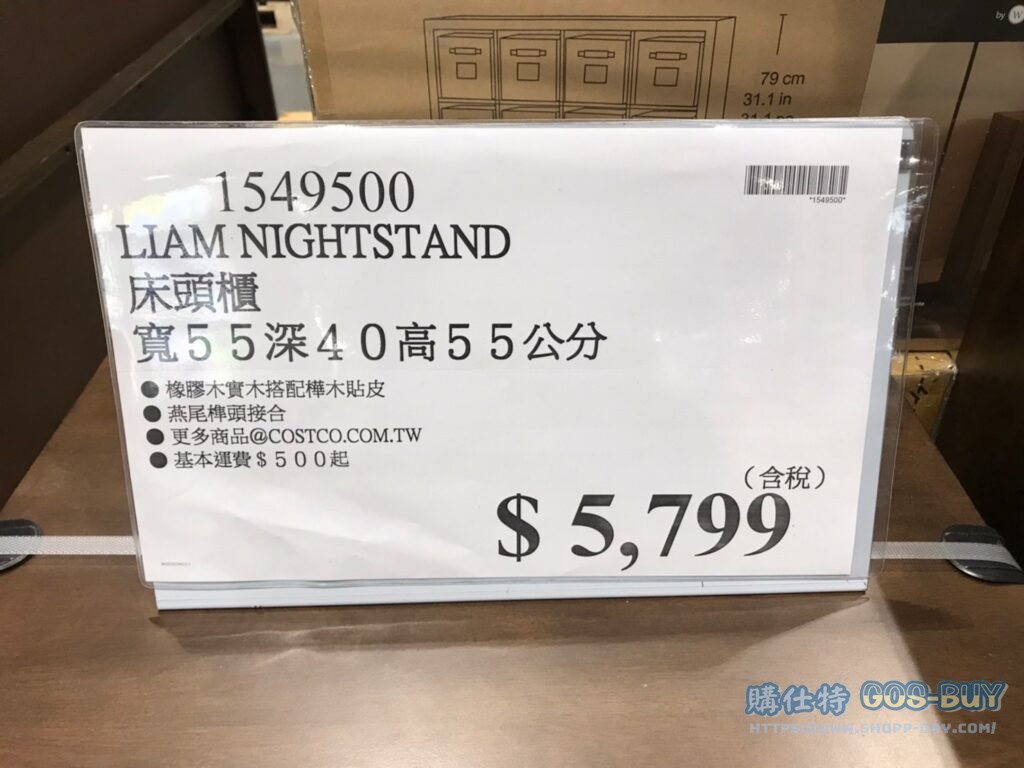 by W
79 cm
31.1 in
1549500
*1549500*
LIAM NIGHTSTAND
床頭櫃
寬55深40高55公分
● 橡膠木實木搭配樺木貼皮
● 燕尾榫頭接合
● 更多商品@COSTCO.COM.TW
● 基本運費$500起
(含稅)
$ 5,799
購仕特 GOS-BUY